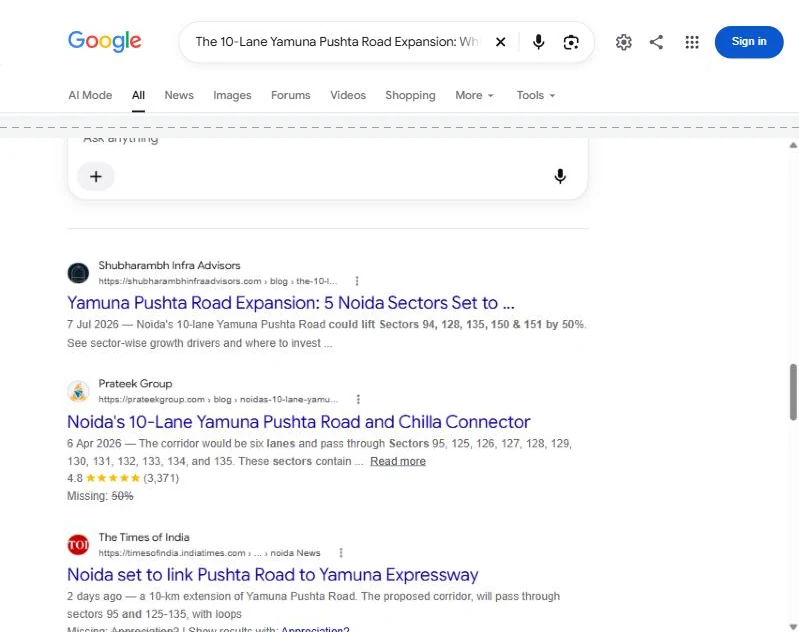 Google
The 10-Lane Yamuna Pushta Road Expansion: Wh
Sign in
AI Mode All News Images Forums Videos Shopping More Tools
Ask anything
Shubharambh Infra Advisors
https://shubharambhinfraadvisors.com › blog › the-10-l...
Yamuna Pushta Road Expansion: 5 Noida Sectors Set to ...
7 Jul 2026 — Noida's 10-lane Yamuna Pushta Road could lift Sectors 94, 128, 135, 150 & 151 by 50%.
See sector-wise growth drivers and where to invest ...
Prateek Group
https://prateekgroup.com › blog › noidas-10-lane-yamu...
Noida's 10-Lane Yamuna Pushta Road and Chilla Connector
6 Apr 2026 — The corridor would be six lanes and pass through Sectors 95, 125, 126, 127, 128, 129,
130, 131, 132, 133, 134, and 135. These sectors contain ... Read more
4.8 ★★★★★ (3,371)
Missing: 50%
TOI
The Times of India
https://timesofindia.indiatimes.com › ... › noida News
Noida set to link Pushta Road to Yamuna Expressway
2 days ago — a 10-km extension of Yamuna Pushta Road. The proposed corridor, will pass through
sectors 95 and 125-135, with loops
Missing: Appreciation? | Show results with: Appreciation?